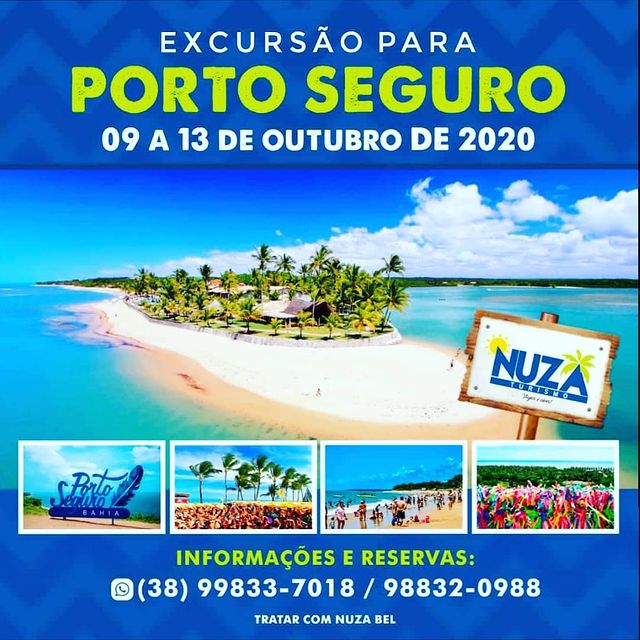 EXCURSÃO PARA
PORTO SEGURO
09 A 13 DE OUTUBRO DE 2020
NUZA
TURISMO
Porto
Seguro
BAHIA
INFORMAÇÕES E RESERVAS:
(38) 99833-7018 / 98832-0988
TRATAR COM NUZA BEL